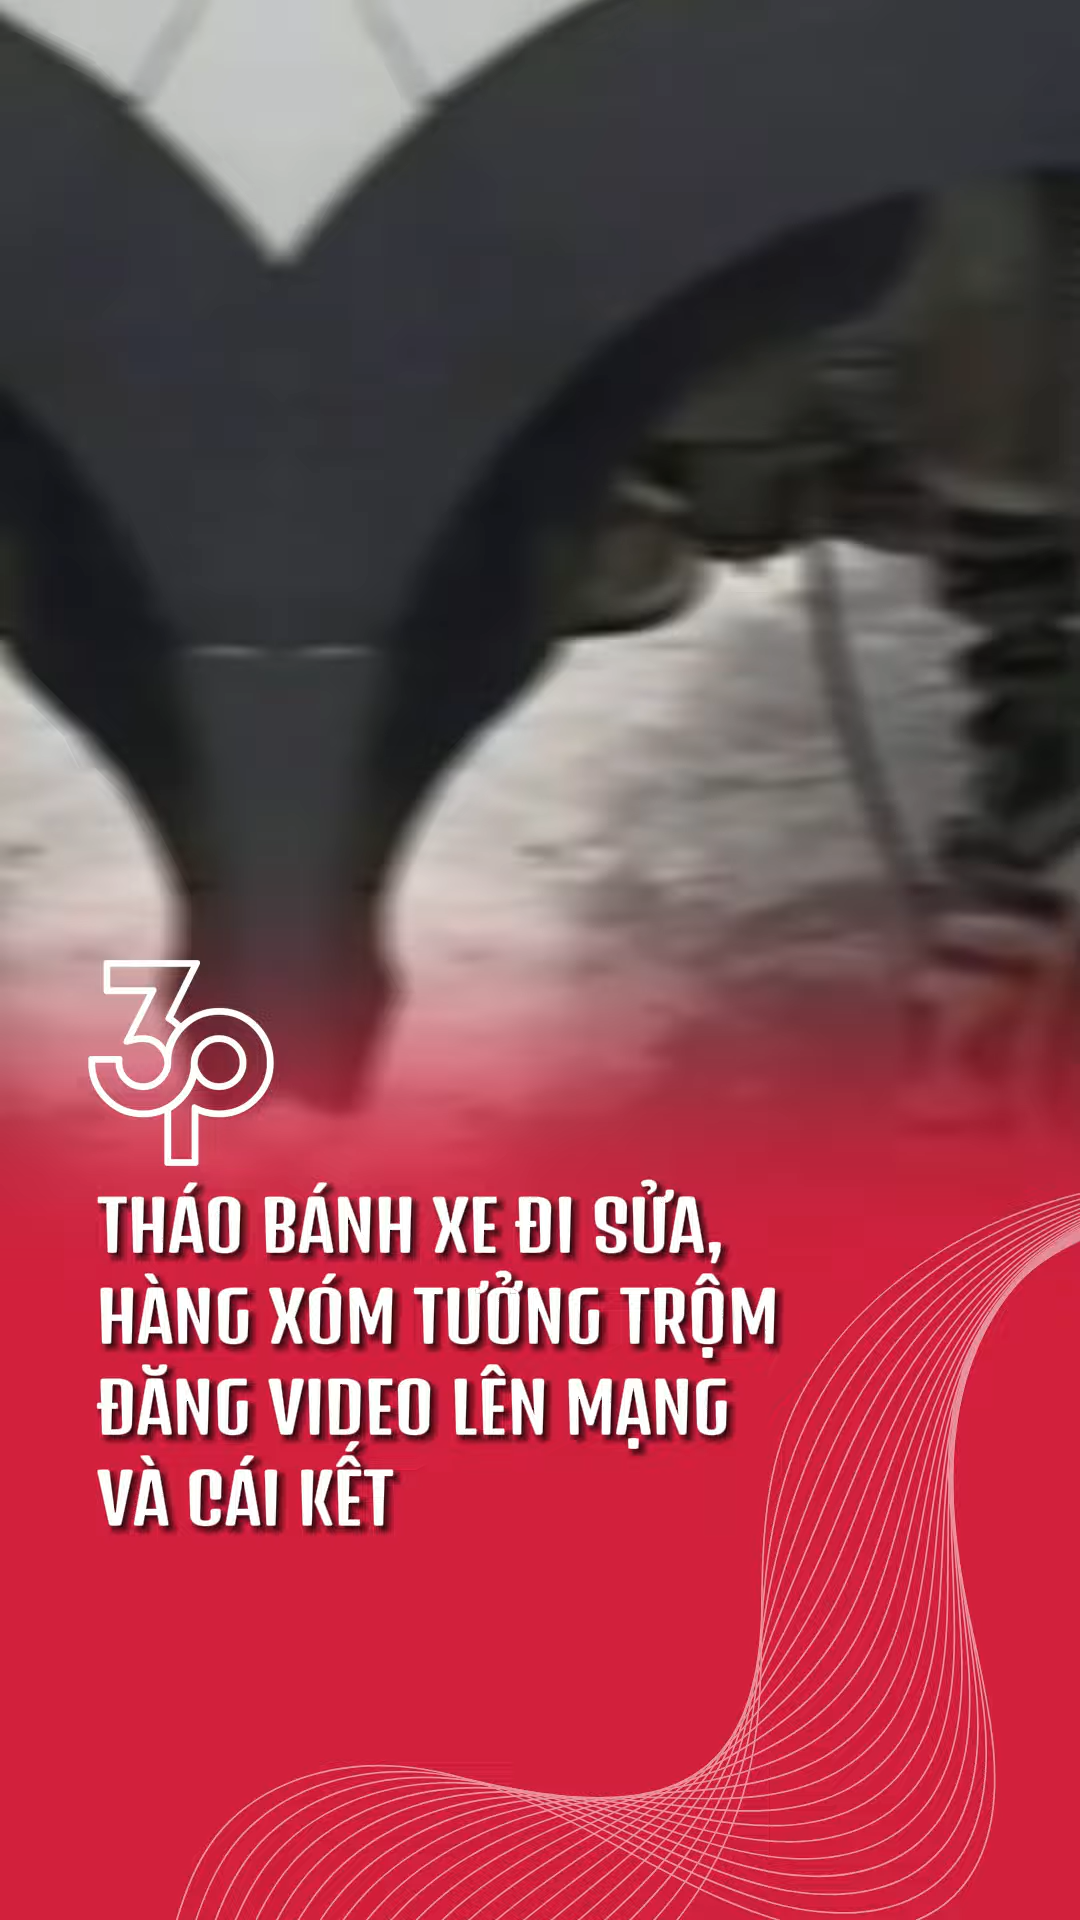 3P
THÁO BÁNH XE ĐI SỬA,
HÀNG XÓM TƯỞNG TRỘM
ĐĂNG VIDEO LÊN MẠNG
VÀ CÁI KẾT